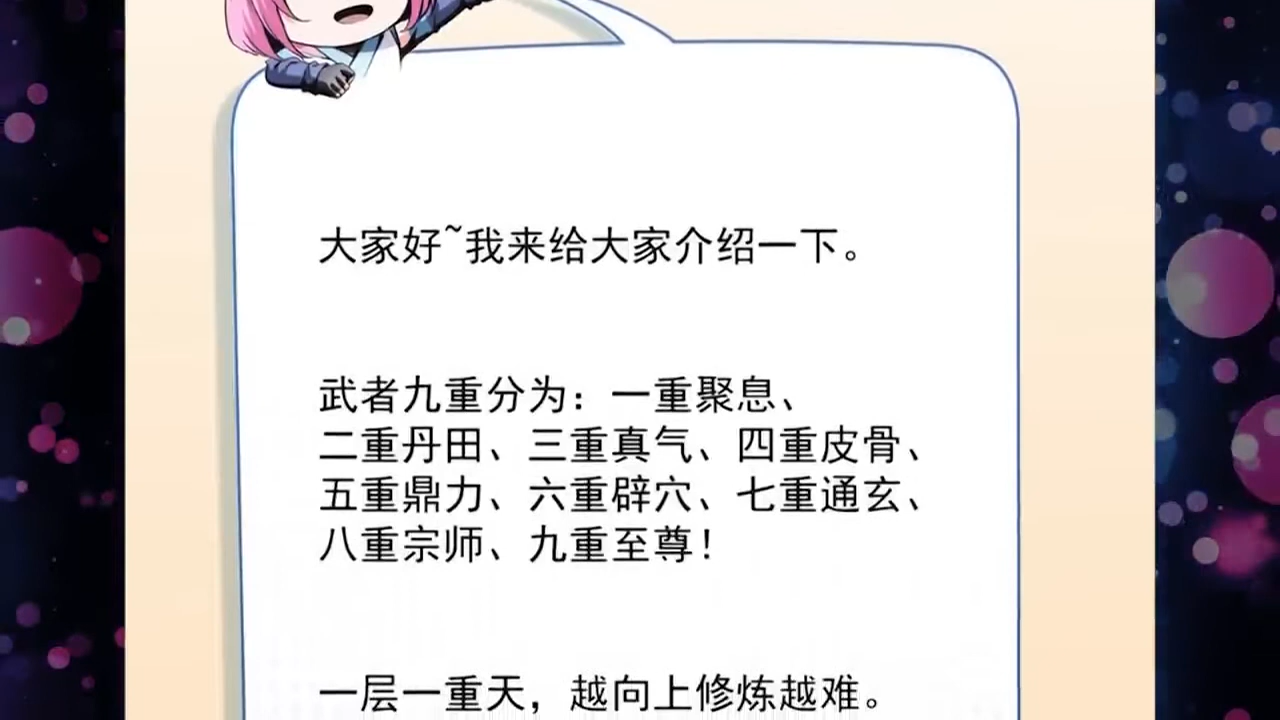 大家好~我来给大家介绍一下。
武者九重分为：一重聚息、
二重丹田、三重真气、四重皮骨、
五重鼎力、六重辟穴、七重通玄、
八重宗师、九重至尊！
一层一重天，越向上修炼越难。